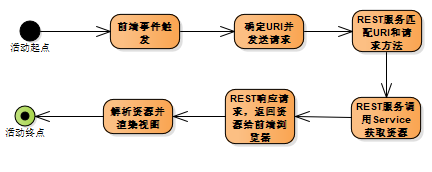 活动起点
前端事件触
发
确定URI并
发送请求
REST服务匹
配URI和请
求方法
REST服务调
用Service
获取资源
REST响应请
求，返回资
源给前端浏
览器
解析资源并
渲染视图
活动终点